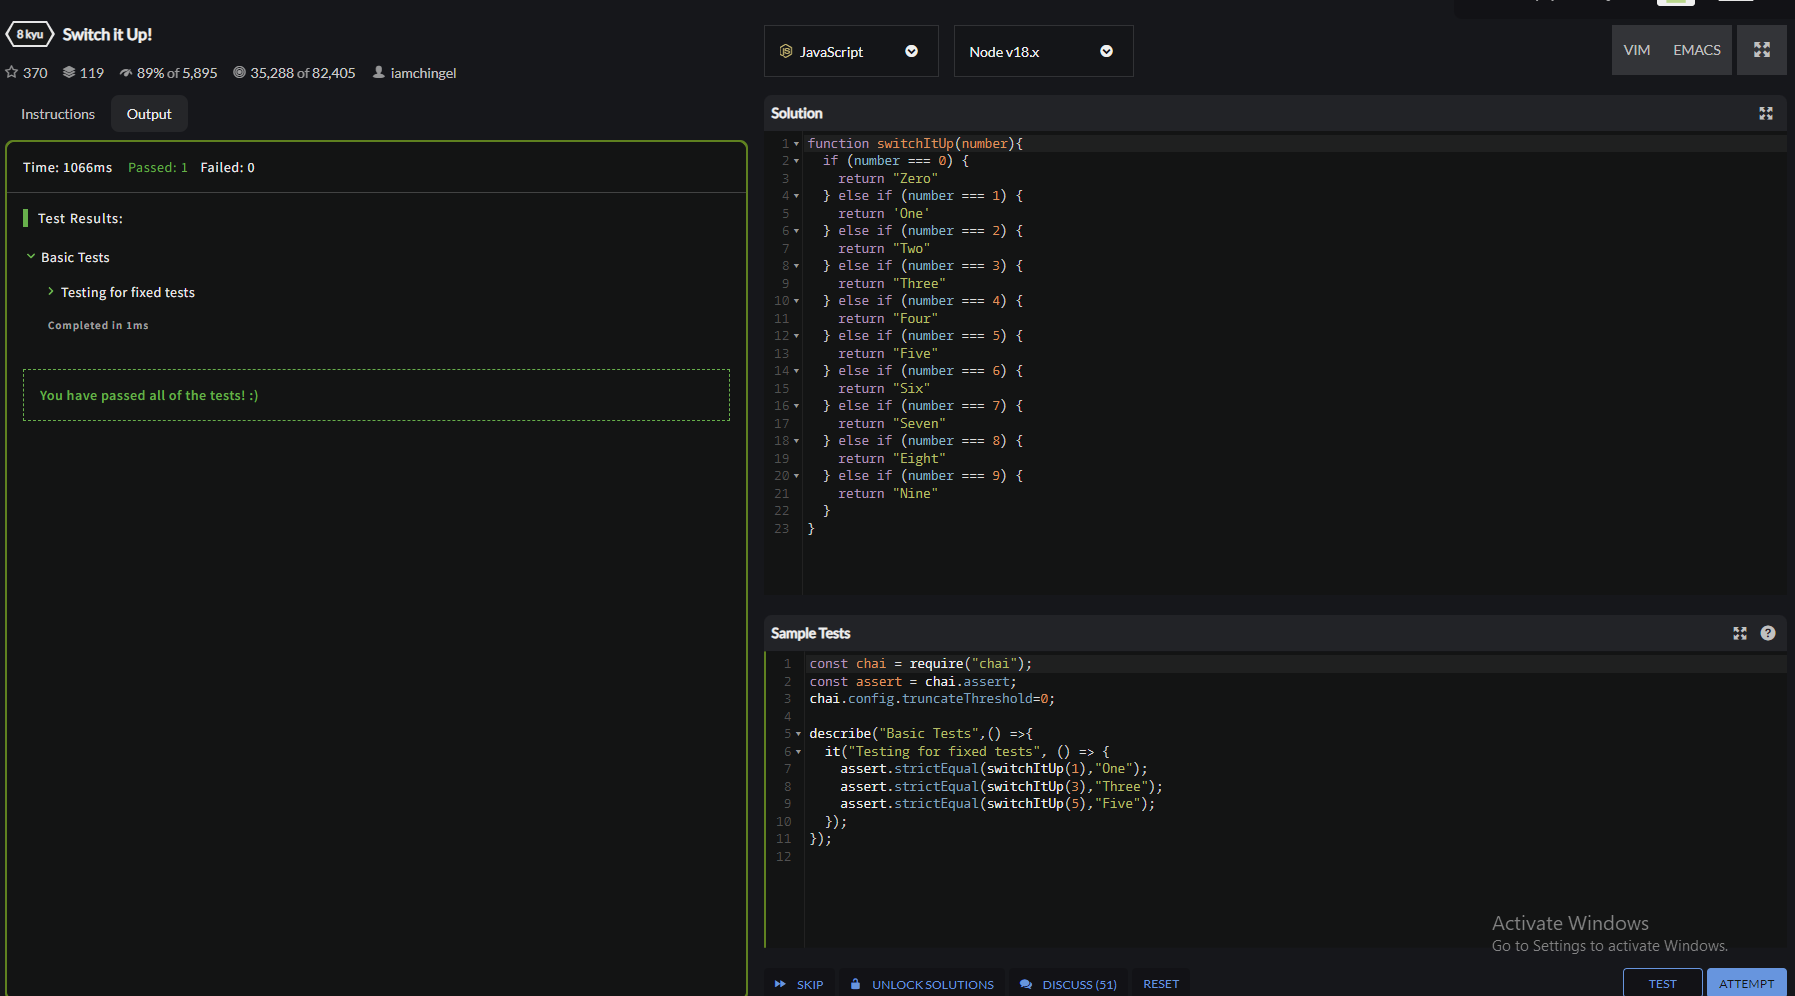 8 kyu Switch it Up!
370 119 89% of 5,895 35,288 of 82,405 iamchingel
Instructions Output
Time: 1066ms Passed: 1 Failed: 0
Test Results:
Basic Tests
Testing for fixed tests
Completed in 1ms
You have passed all of the tests! :)
JavaScript Node v18.x VIM EMACS
Solution
1 function switchItUp(number){
2 if (number === 0) {
3 return "Zero"
4 } else if (number === 1) {
5 return 'One'
6 } else if (number === 2) {
7 return "Two"
8 } else if (number === 3) {
9 return "Three"
10 } else if (number === 4) {
11 return "Four"
12 } else if (number === 5) {
13 return "Five"
14 } else if (number === 6) {
15 return "Six"
16 } else if (number === 7) {
17 return "Seven"
18 } else if (number === 8) {
19 return "Eight"
20 } else if (number === 9) {
21 return "Nine"
22 }
23 }
Sample Tests
1 const chai = require("chai");
2 const assert = chai.assert;
3 chai.config.truncateThreshold=0;
4
5 describe("Basic Tests",() =>{
6 it("Testing for fixed tests", () => {
7 assert.strictEqual(switchItUp(1),"One");
8 assert.strictEqual(switchItUp(3),"Three");
9 assert.strictEqual(switchItUp(5),"Five");
10 });
11 });
12
Activate Windows
Go to Settings to activate Windows.
SKIP UNLOCK SOLUTIONS DISCUSS (51) RESET TEST ATTEMPT